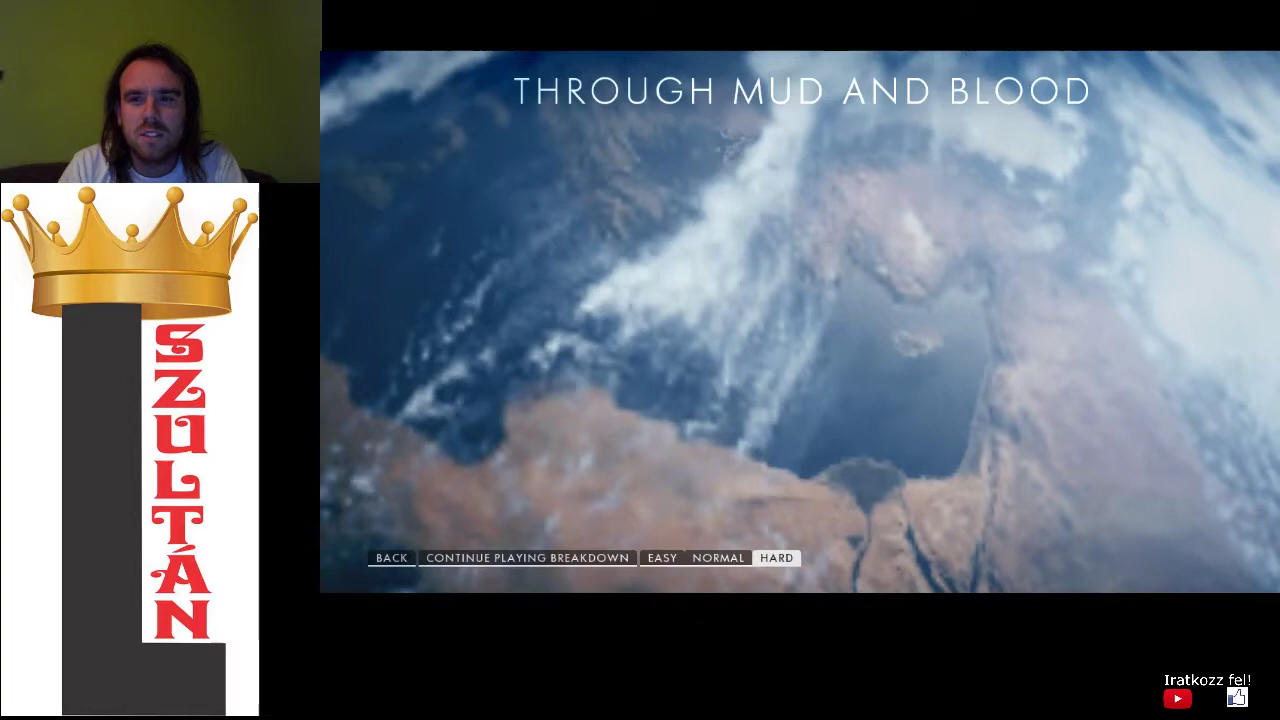 THROUGH MUD AND BLOOD
L
SZULTÁN
BACK CONTINUE PLAYING BREAKDOWN EASY NORMAL HARD
Iratkozz fel!